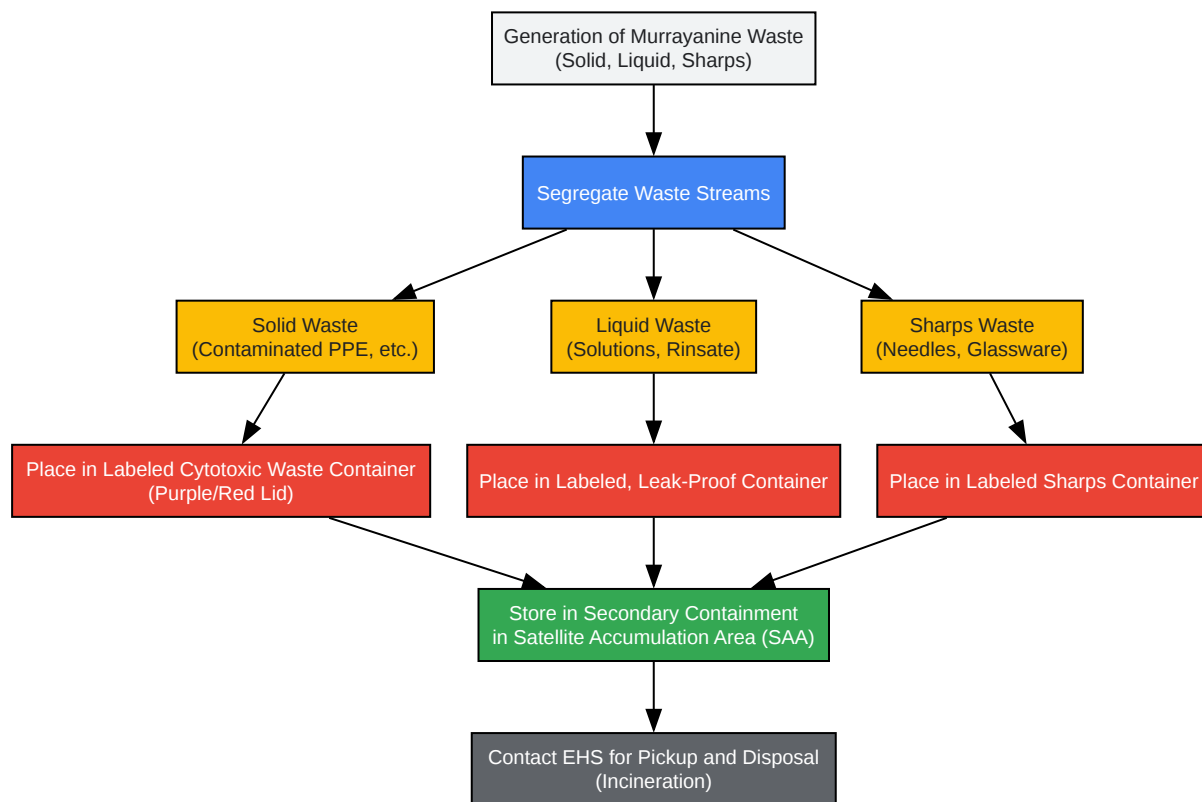 Generation of Murrayanine Waste
(Solid, Liquid, Sharps)
Segregate Waste Streams
Solid Waste
(Contaminated PPE, etc.)
Liquid Waste
(Solutions, Rinsate)
Sharps Waste
(Needles, Glassware)
Place in Labeled Cytotoxic Waste Container
(Purple/Red Lid)
Place in Labeled, Leak-Proof Container
Place in Labeled Sharps Container
Store in Secondary Containment
in Satellite Accumulation Area (SAA)
Contact EHS for Pickup and Disposal
(Incineration)